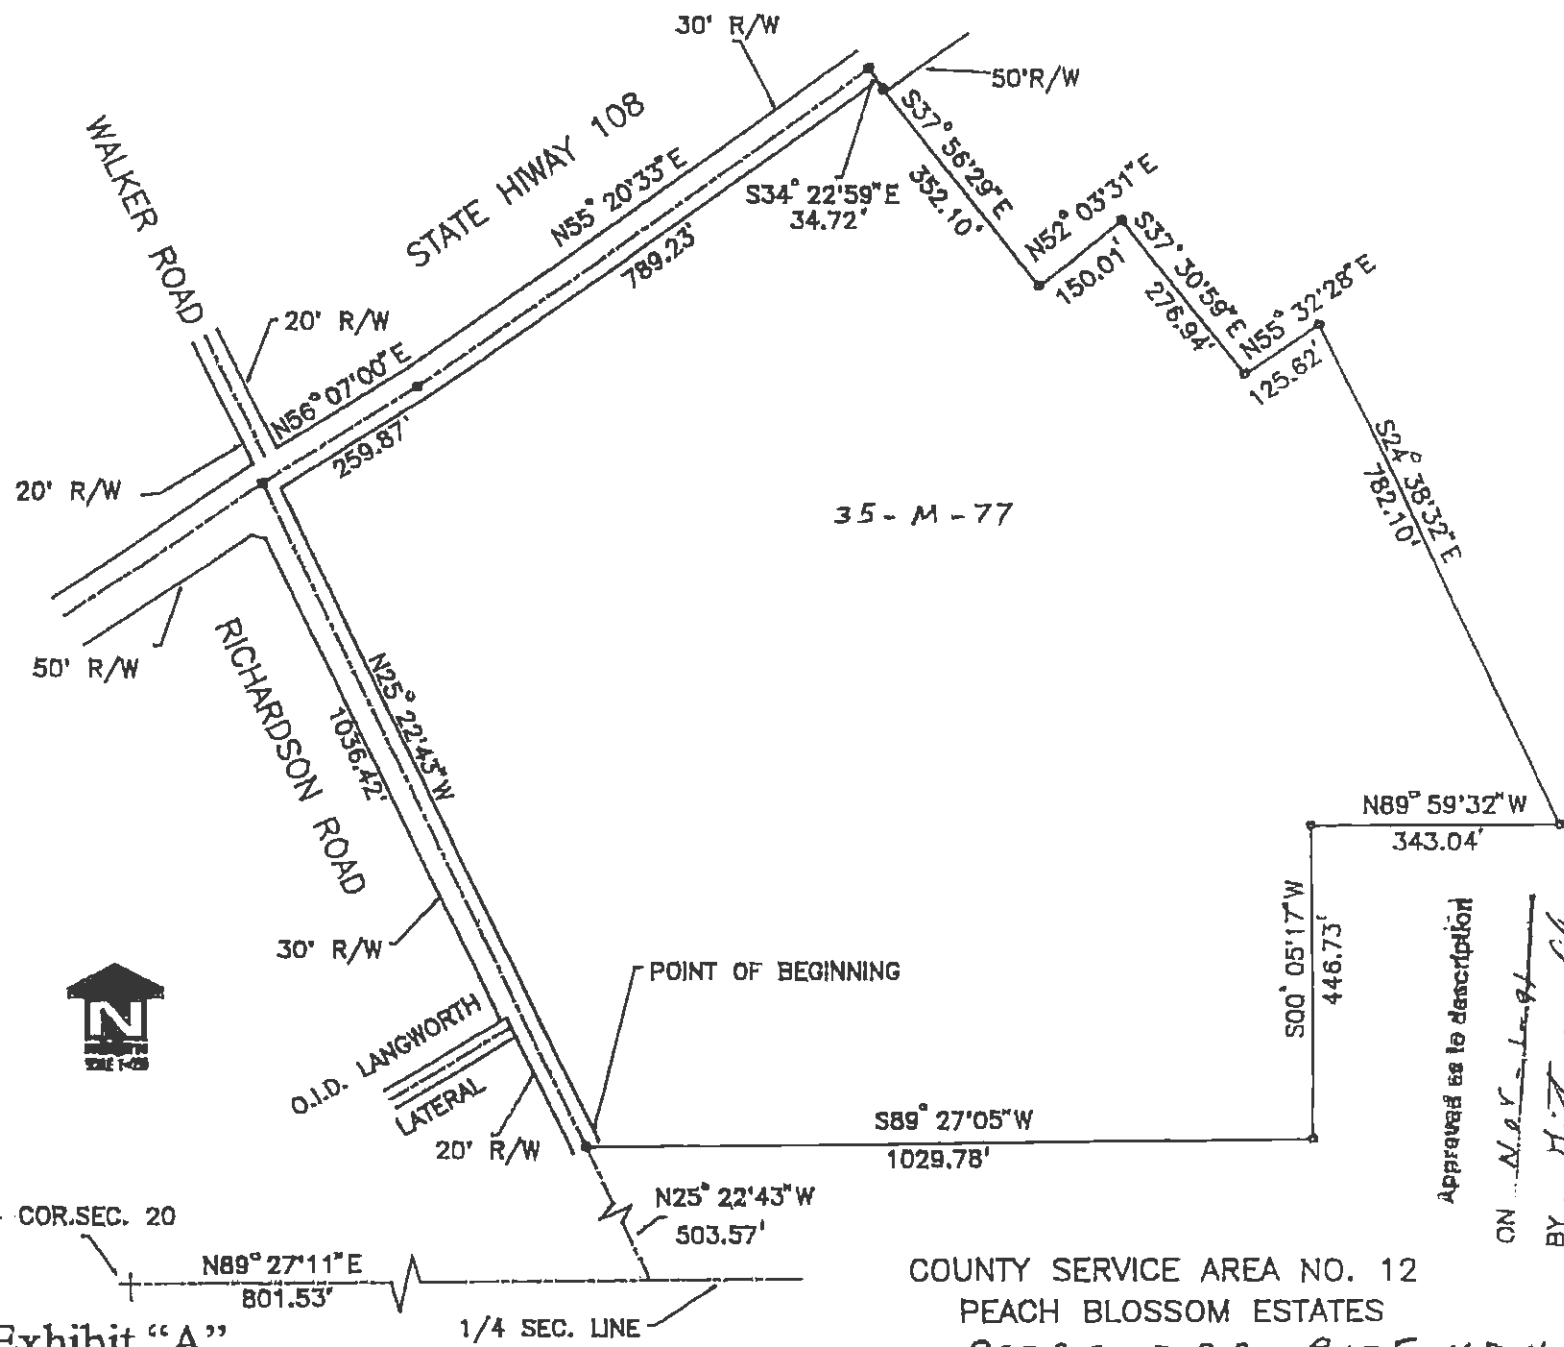 30' R/W
50'R/W
WALKER ROAD
STATE HIWAY 108
N55° 20'33"E
789.23'
S34° 22'59"E
34.72'
S37° 56'29"E
352.10'
N52° 03'31"E
150.01'
S37° 30'59"E
276.94'
N55° 32'28"E
125.62'
20' R/W
N56° 07'00"E
259.87'
20' R/W
35-M-77
S24° 38'32"E
782.10'
50' R/W
RICHARDSON ROAD
N25° 22'43"W
1036.42'
N89° 59'32"W
343.04'
S00° 05'17"W
446.73'
30' R/W
POINT OF BEGINNING
N
O.I.D. LANGWORTH
LATERAL
20' R/W
S89° 27'05"W
1029.78'
Approved as to description
ON Nov
BY
N25° 22'43"W
503.57'
COR.SEC. 20
N89° 27'11"E
801.53'
1/4 SEC. LINE
COUNTY SERVICE AREA NO. 12
PEACH BLOSSOM ESTATES
Exhibit “A”